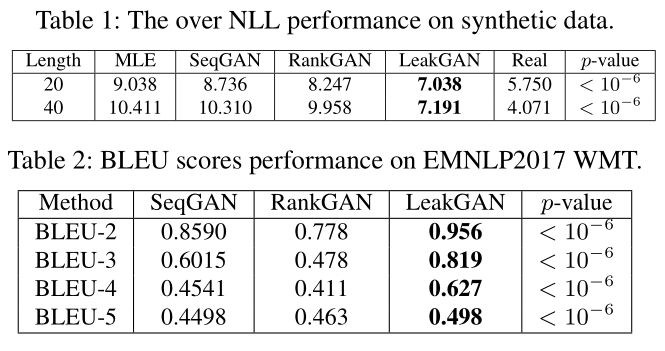 Table 1: The over NLL performance on synthetic data.
Length MLE SeqGAN RankGAN LeakGAN Real p-value
20 9.038 8.736 8.247 7.038 5.750 < 10⁻⁶
40 10.411 10.310 9.958 7.191 4.071 < 10⁻⁶
Table 2: BLEU scores performance on EMNLP2017 WMT.
Method SeqGAN RankGAN LeakGAN p-value
BLEU-2 0.8590 0.778 0.956 < 10⁻⁶
BLEU-3 0.6015 0.478 0.819 < 10⁻⁶
BLEU-4 0.4541 0.411 0.627 < 10⁻⁶
BLEU-5 0.4498 0.463 0.498 < 10⁻⁶